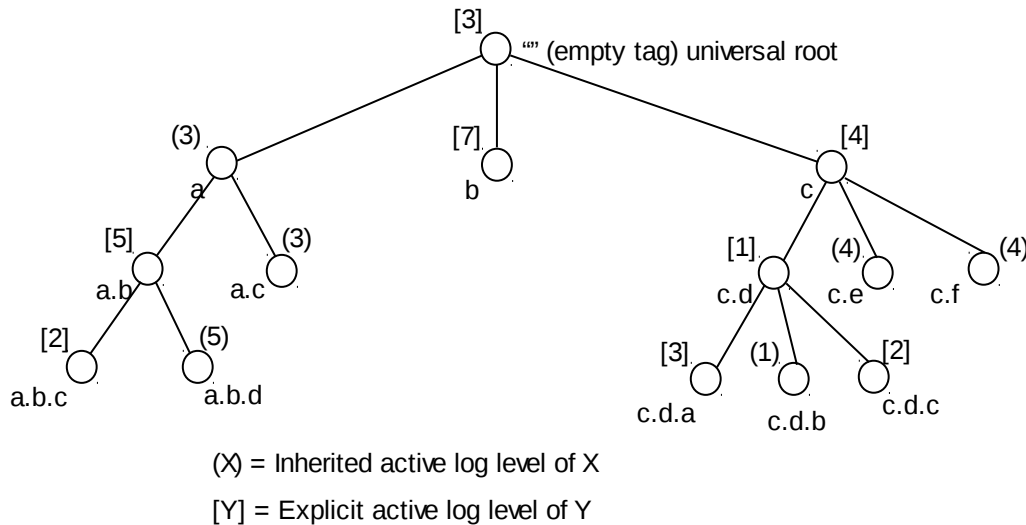 [3]
“” (empty tag) universal root
(3)
a
[7]
b
[4]
c
[5]
a.b
(3)
a.c
[1]
c.d
(4)
c.e
(4)
c.f
[2]
a.b.c
(5)
a.b.d
[3]
c.d.a
(1)
c.d.b
[2]
c.d.c
(X) = Inherited active log level of X
[Y] = Explicit active log level of Y